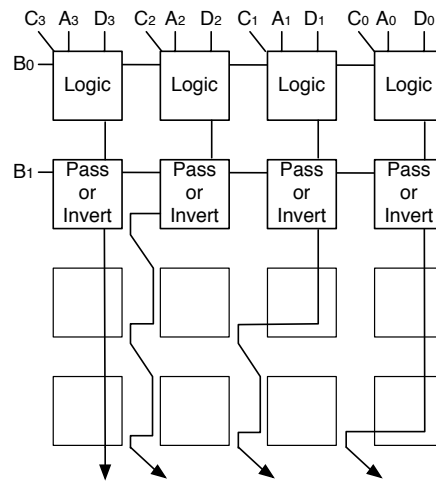 C3 A3 D3 C2 A2 D2 C1 A1 D1 C0 A0 D0
B0 Logic Logic Logic Logic
B1 Pass or Invert Pass or Invert Pass or Invert Pass or Invert